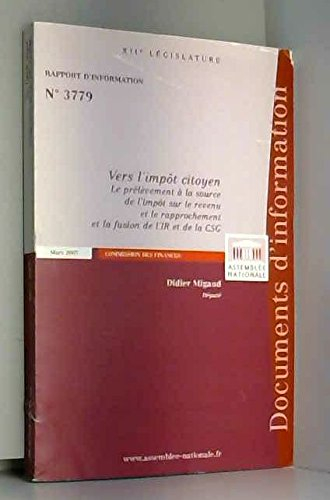 XIIe LÉGISLATURE
RAPPORT D'INFORMATION
N° 3779
Vers l'impôt citoyen
Le prélèvement à la source
de l'impôt sur le revenu
et le rapprochement
et la fusion de l'IR et de la CSG
Mars 2007
COMMISSION DES FINANCES
ASSEMBLÉE
NATIONALE
Didier Migaud
Député
www.assemblee-nationale.fr
Documents d'information